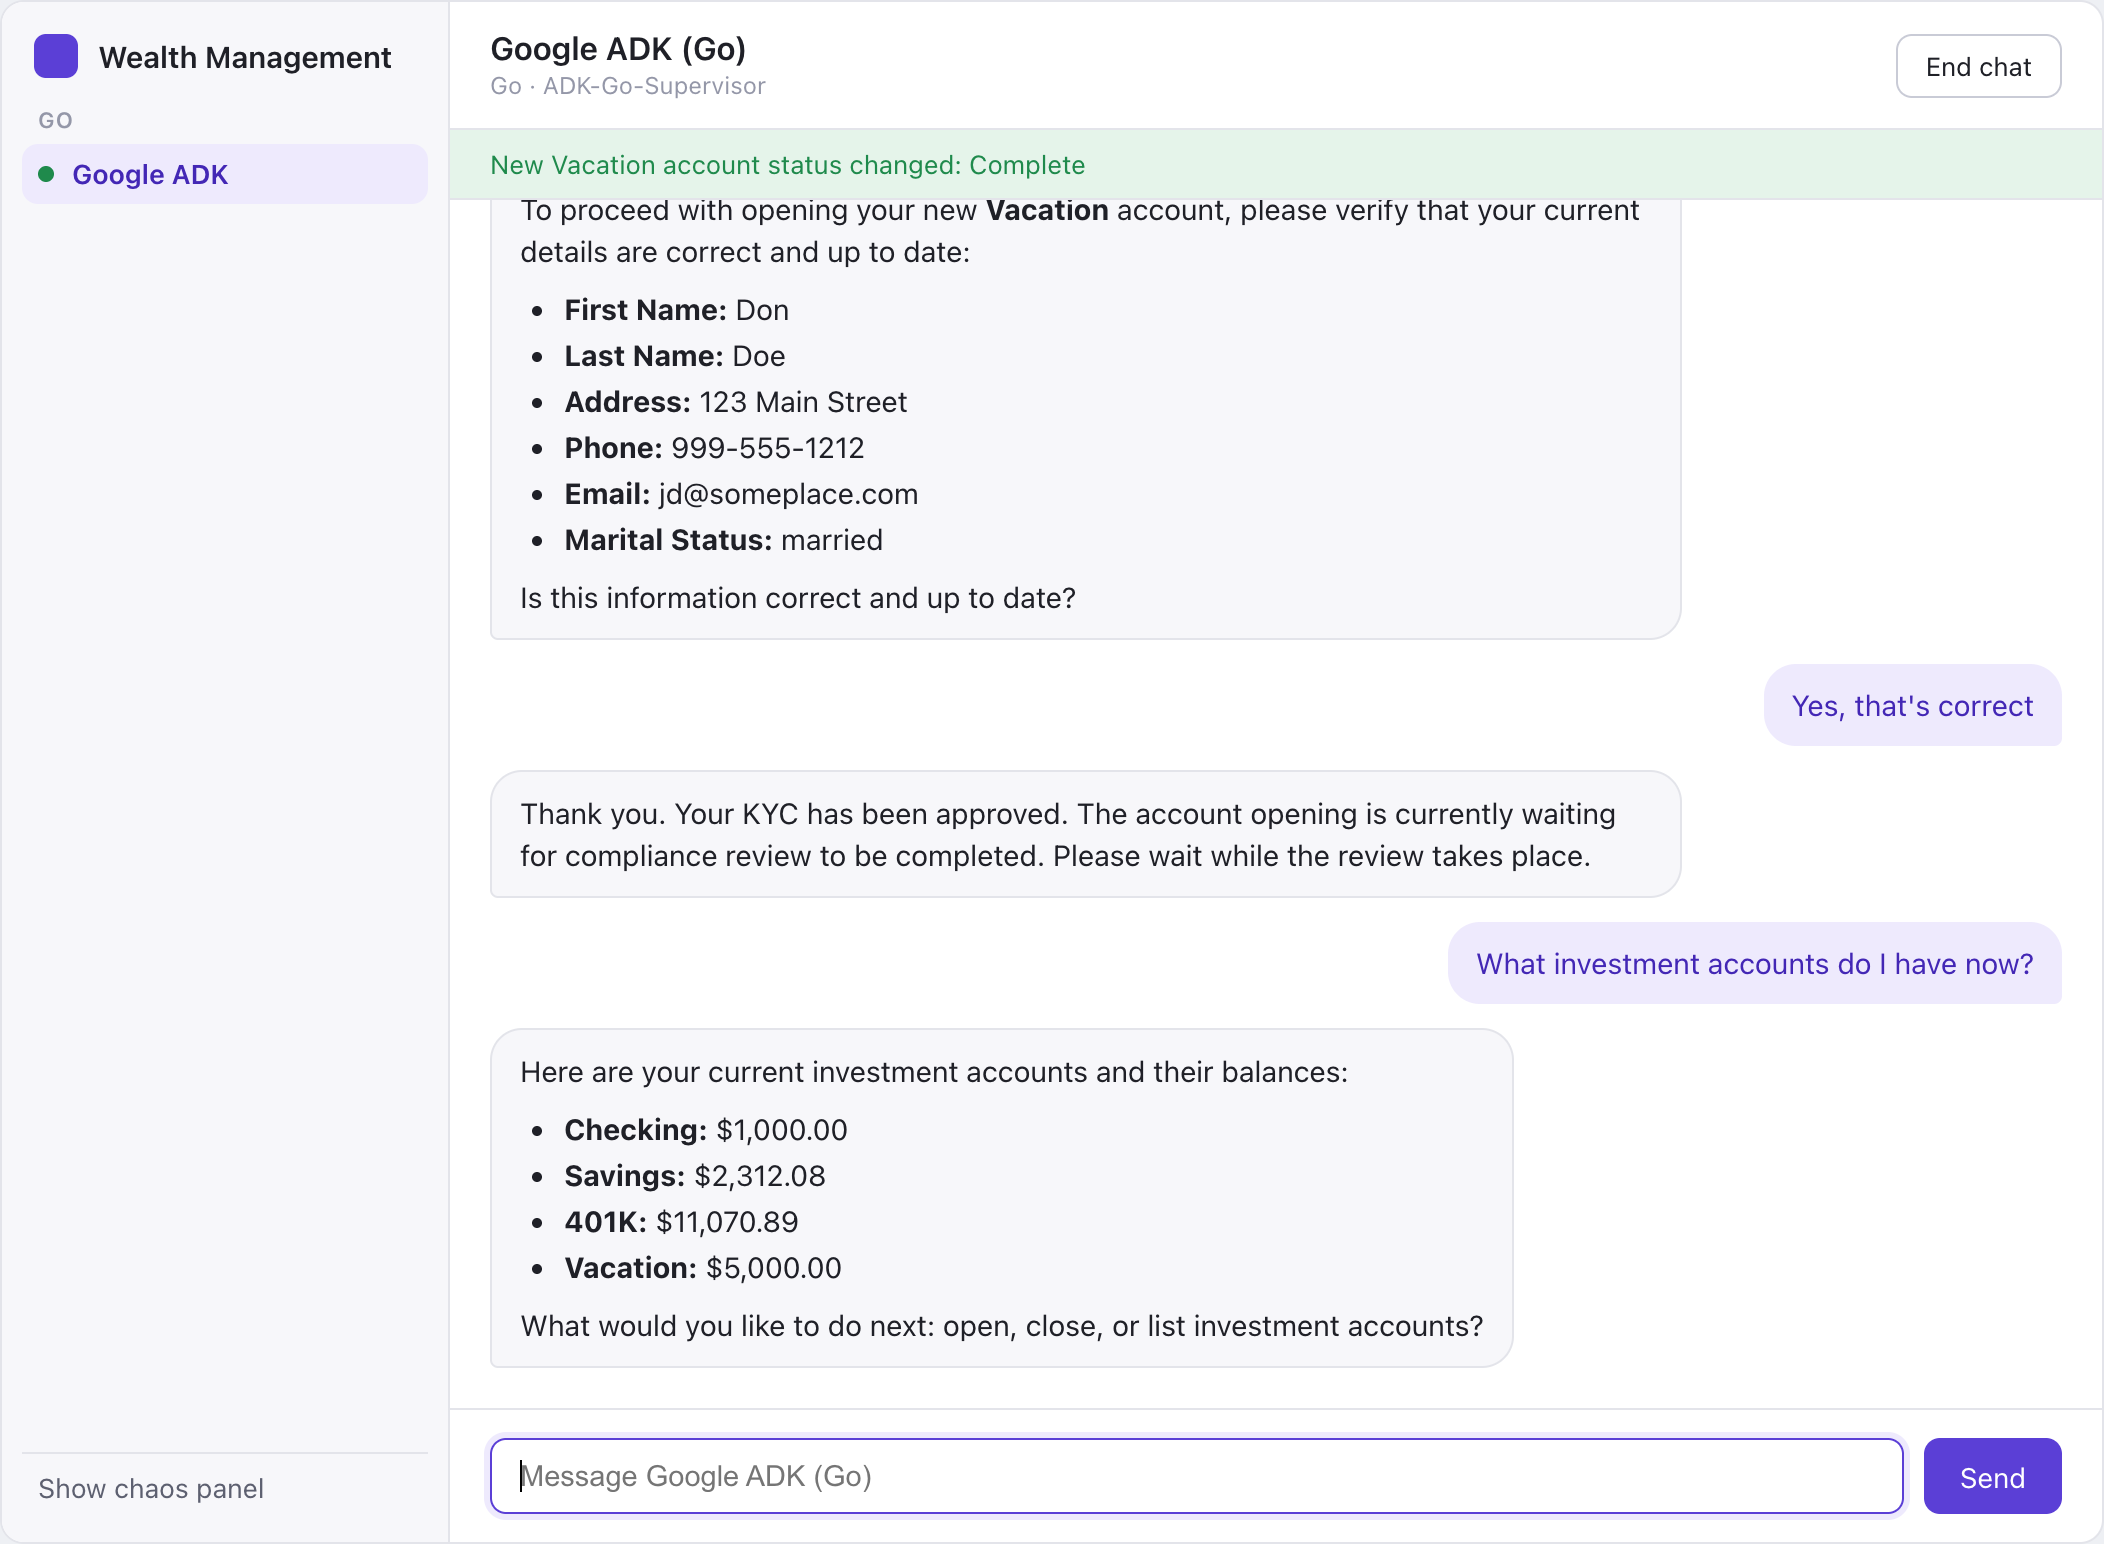 Wealth Management
GO
Google ADK
Show chaos panel
Google ADK (Go)
Go · ADK-Go-Supervisor
End chat
New Vacation account status changed: Complete
To proceed with opening your new Vacation account, please verify that your current
details are correct and up to date:
• First Name: Don
• Last Name: Doe
• Address: 123 Main Street
• Phone: 999-555-1212
• Email: jd@someplace.com
• Marital Status: married
Is this information correct and up to date?
Yes, that's correct
Thank you. Your KYC has been approved. The account opening is currently waiting
for compliance review to be completed. Please wait while the review takes place.
What investment accounts do I have now?
Here are your current investment accounts and their balances:
• Checking: $1,000.00
• Savings: $2,312.08
• 401K: $11,070.89
• Vacation: $5,000.00
What would you like to do next: open, close, or list investment accounts?
Message Google ADK (Go)
Send